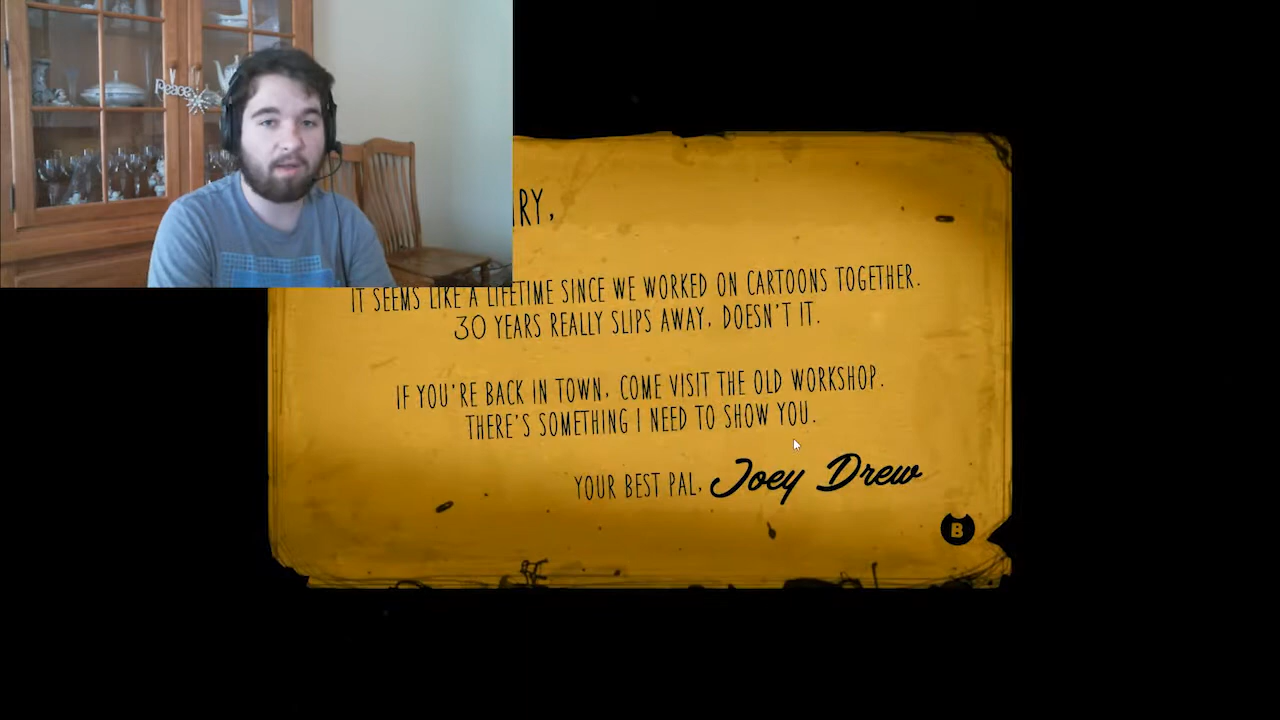 Peace
RY,
IT SEEMS LIKE A LIFETIME SINCE WE WORKED ON CARTOONS TOGETHER.
30 YEARS REALLY SLIPS AWAY, DOESN'T IT.
IF YOU'RE BACK IN TOWN, COME VISIT THE OLD WORKSHOP.
THERE'S SOMETHING I NEED TO SHOW YOU.
YOUR BEST PAL, Joey Drew
B